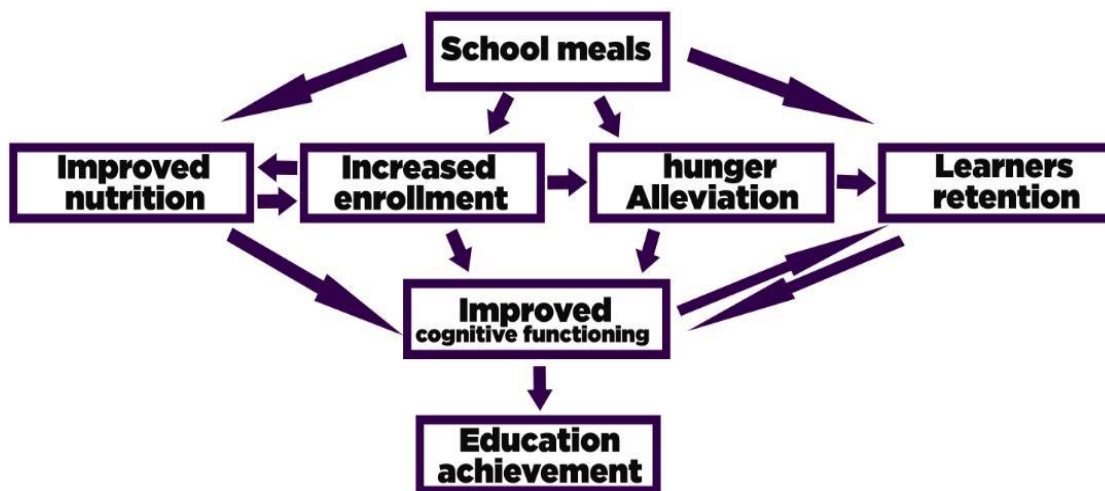 School meals
Improved
nutrition
Increased
enrollment
hunger
Alleviation
Learners
retention
Improved
cognitive functioning
Education
achievement